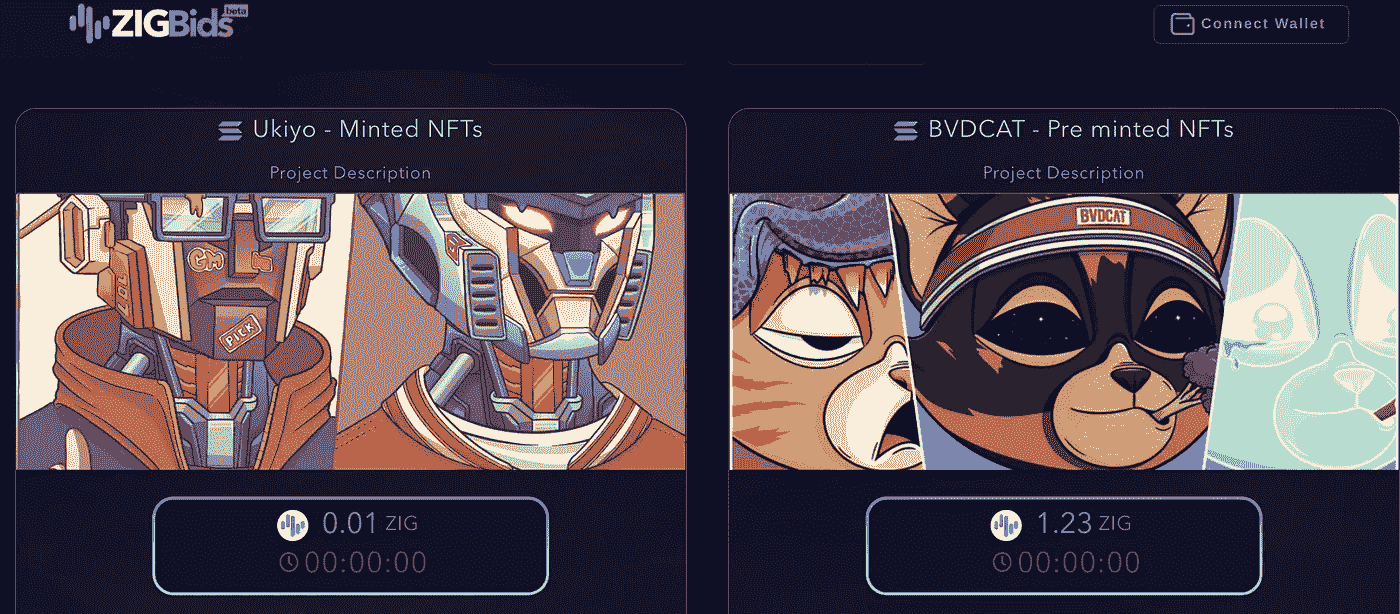 ZIGBids beta
Connect Wallet
Ukiyo - Minted NFTs
Project Description
GM
PICK
0.01 ZIG
00:00:00
BVDCAT - Pre minted NFTs
Project Description
BVDCAT
1.23 ZIG
00:00:00